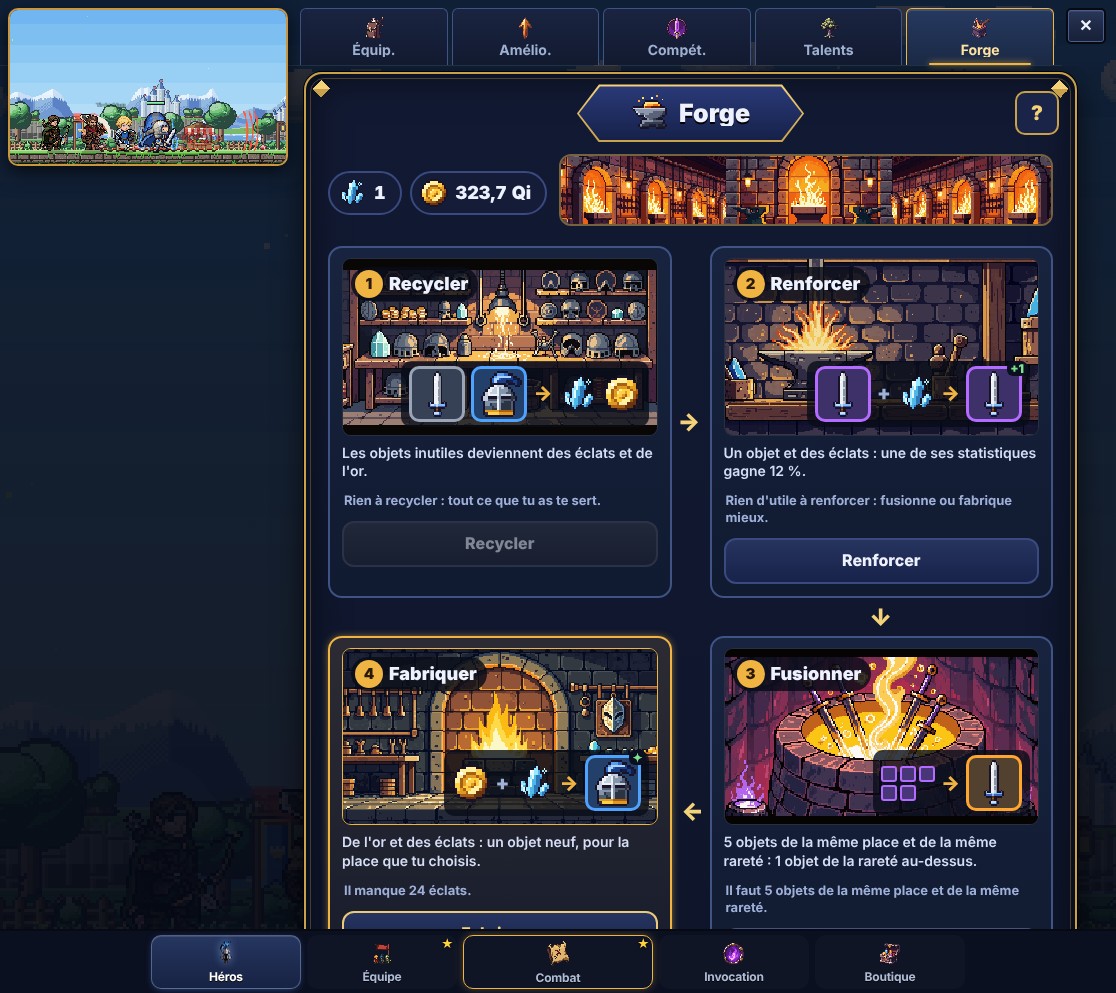 Équip.
Amélio.
Compét.
Talents
Forge
×
Forge
?
1
323,7 Qi
1 Recycler
Les objets inutiles deviennent des éclats et de
l'or.
Rien à recycler : tout ce que tu as te sert.
Recycler
2 Renforcer
+1
Un objet et des éclats : une de ses statistiques
gagne 12 %.
Rien d'utile à renforcer : fusionne ou fabrique
mieux.
Renforcer
4 Fabriquer
De l'or et des éclats : un objet neuf, pour la
place que tu choisis.
Il manque 24 éclats.
3 Fusionner
5 objets de la même place et de la même
rareté : 1 objet de la rareté au-dessus.
Il faut 5 objets de la même place et de la même
rareté.
Héros
Équipe
Combat
Invocation
Boutique